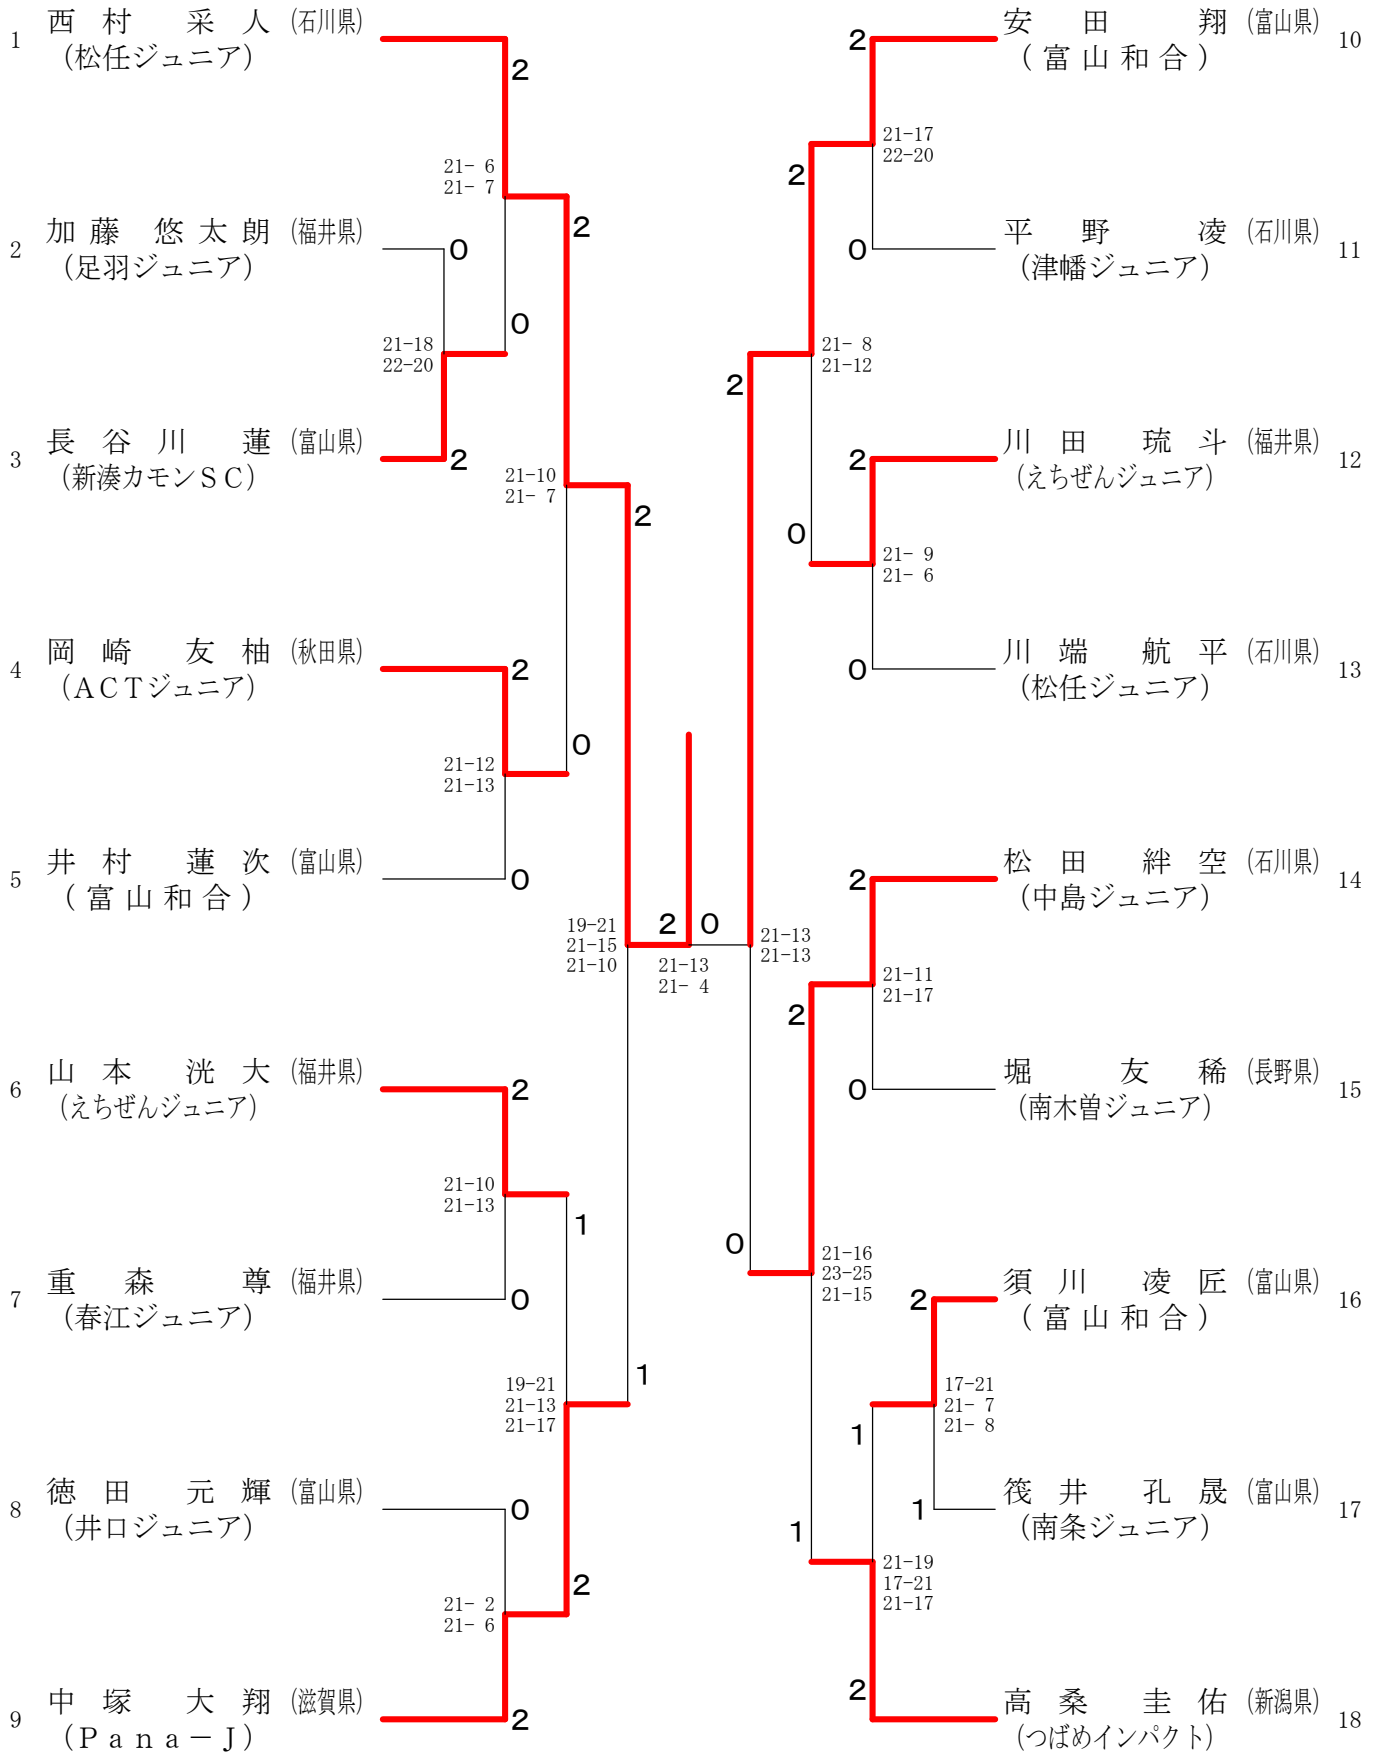 1 西村 采人 (石川県)
(松任ジュニア)
2
21- 6
21- 7
2
2 加藤 悠太朗 (福井県)
(足羽ジュニア)
0
0
21-18
22-20
3 長谷川 蓮 (富山県)
(新湊カモンSC)
2
21-10
21- 7
2
4 岡崎 友柚 (秋田県)
(ACTジュニア)
2
0
21-12
21-13
5 井村 蓮次 (富山県)
(富山和合)
0
19-21
21-15
21-10
2 0
21-13
21- 4
6 山本 洸大 (福井県)
(えちぜんジュニア)
2
21-10
21-13
1
7 重森 尊 (福井県)
(春江ジュニア)
0
1
19-21
21-13
21-17
8 徳田 元輝 (富山県)
(井口ジュニア)
0
2
21- 2
21- 6
9 中塚 大翔 (滋賀県)
(Pana-J)
2
安田 翔 (富山県) 10
(富山和合)
2
21-17
22-20
2
平野 凌 (石川県) 11
(津幡ジュニア)
0
21- 8
21-12
2
川田 琉斗 (福井県) 12
(えちぜんジュニア)
2
0
21- 9
21- 6
川端 航平 (石川県) 13
(松任ジュニア)
0
松田 絆空 (石川県) 14
(中島ジュニア)
2
21-13
21-13
21-11
21-17
2
堀 友稀 (長野県) 15
(南木曽ジュニア)
0
0
21-16
23-25
21-15
須川 凌匠 (富山県) 16
(富山和合)
2
17-21
21- 7
21- 8
1
筏井 孔晟 (富山県) 17
(南条ジュニア)
1
1
21-19
17-21
21-17
2
高桑 圭佑 (新潟県) 18
(つばめインパクト)